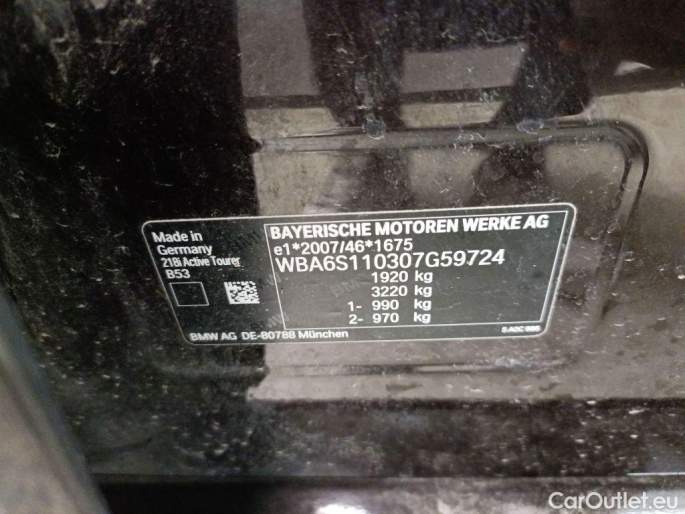 BAYERISCHE MOTOREN WERKE AG
Made in
Germany
218i Active Tourer
B53
e1*2007/46*1675
WBA6S110307G59724
1920 kg
3220 kg
1- 990 kg
2- 970 kg
BMW AG DE-80788 München
CarOutlet.eu